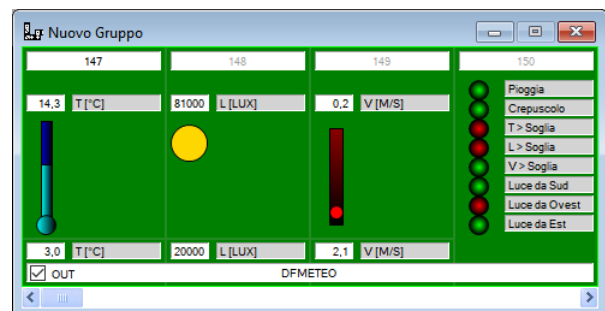 Nuovo Gruppo
147 148 149 150
14,3 T [°C] 81000 L [LUX] 0,2 V [M/S]
Pioggia
Crepuscolo
T > Soglia
L > Soglia
V > Soglia
Luce da Sud
Luce da Ovest
Luce da Est
3,0 T [°C] 20000 L [LUX] 2,1 V [M/S]
OUT DFMETEO